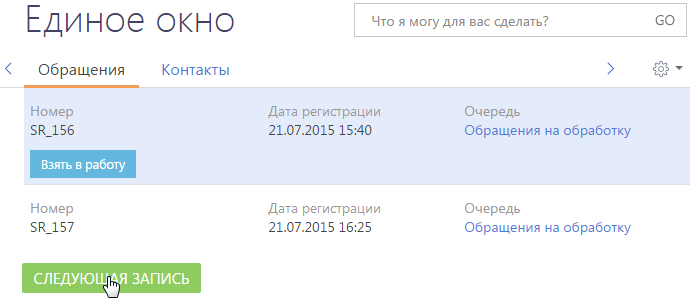 Единое окно
Что я могу для вас сделать? GO
Обращения Контакты
Номер Дата регистрации Очередь
SR_156 21.07.2015 15:40 Обращения на обработку
Взять в работу
Номер Дата регистрации Очередь
SR_157 21.07.2015 16:25 Обращения на обработку
СЛЕДУЮЩАЯ ЗАПИСЬ